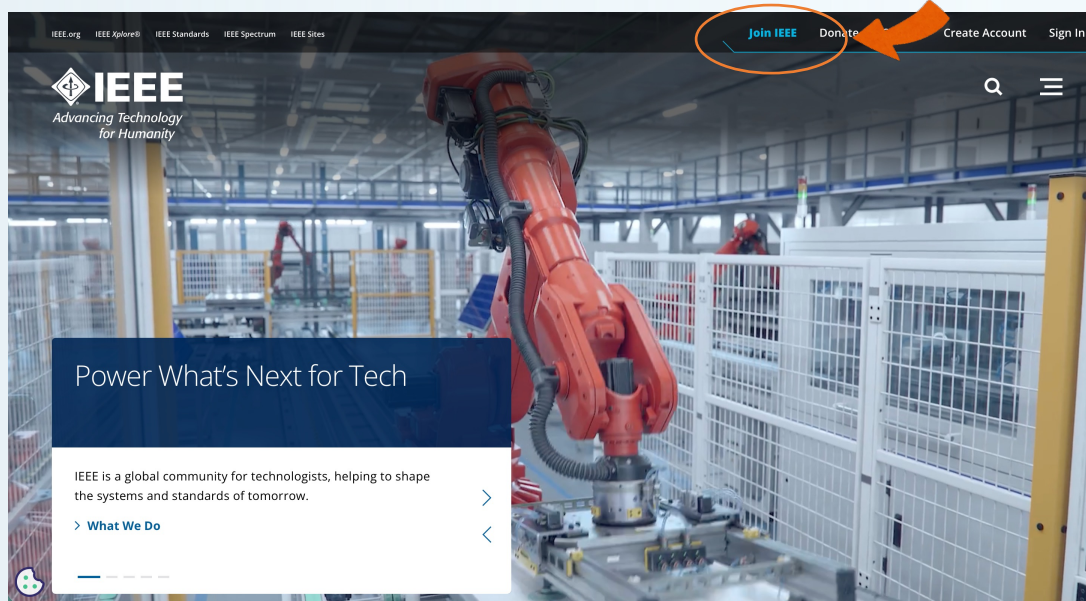 IEEE.org IEEE Xplore® IEEE Standards IEEE Spectrum IEEE Sites
Join IEEE Donate Create Account Sign In
IEEE
Advancing Technology
for Humanity
Power What's Next for Tech
IEEE is a global community for technologists, helping to shape
the systems and standards of tomorrow.
What We Do